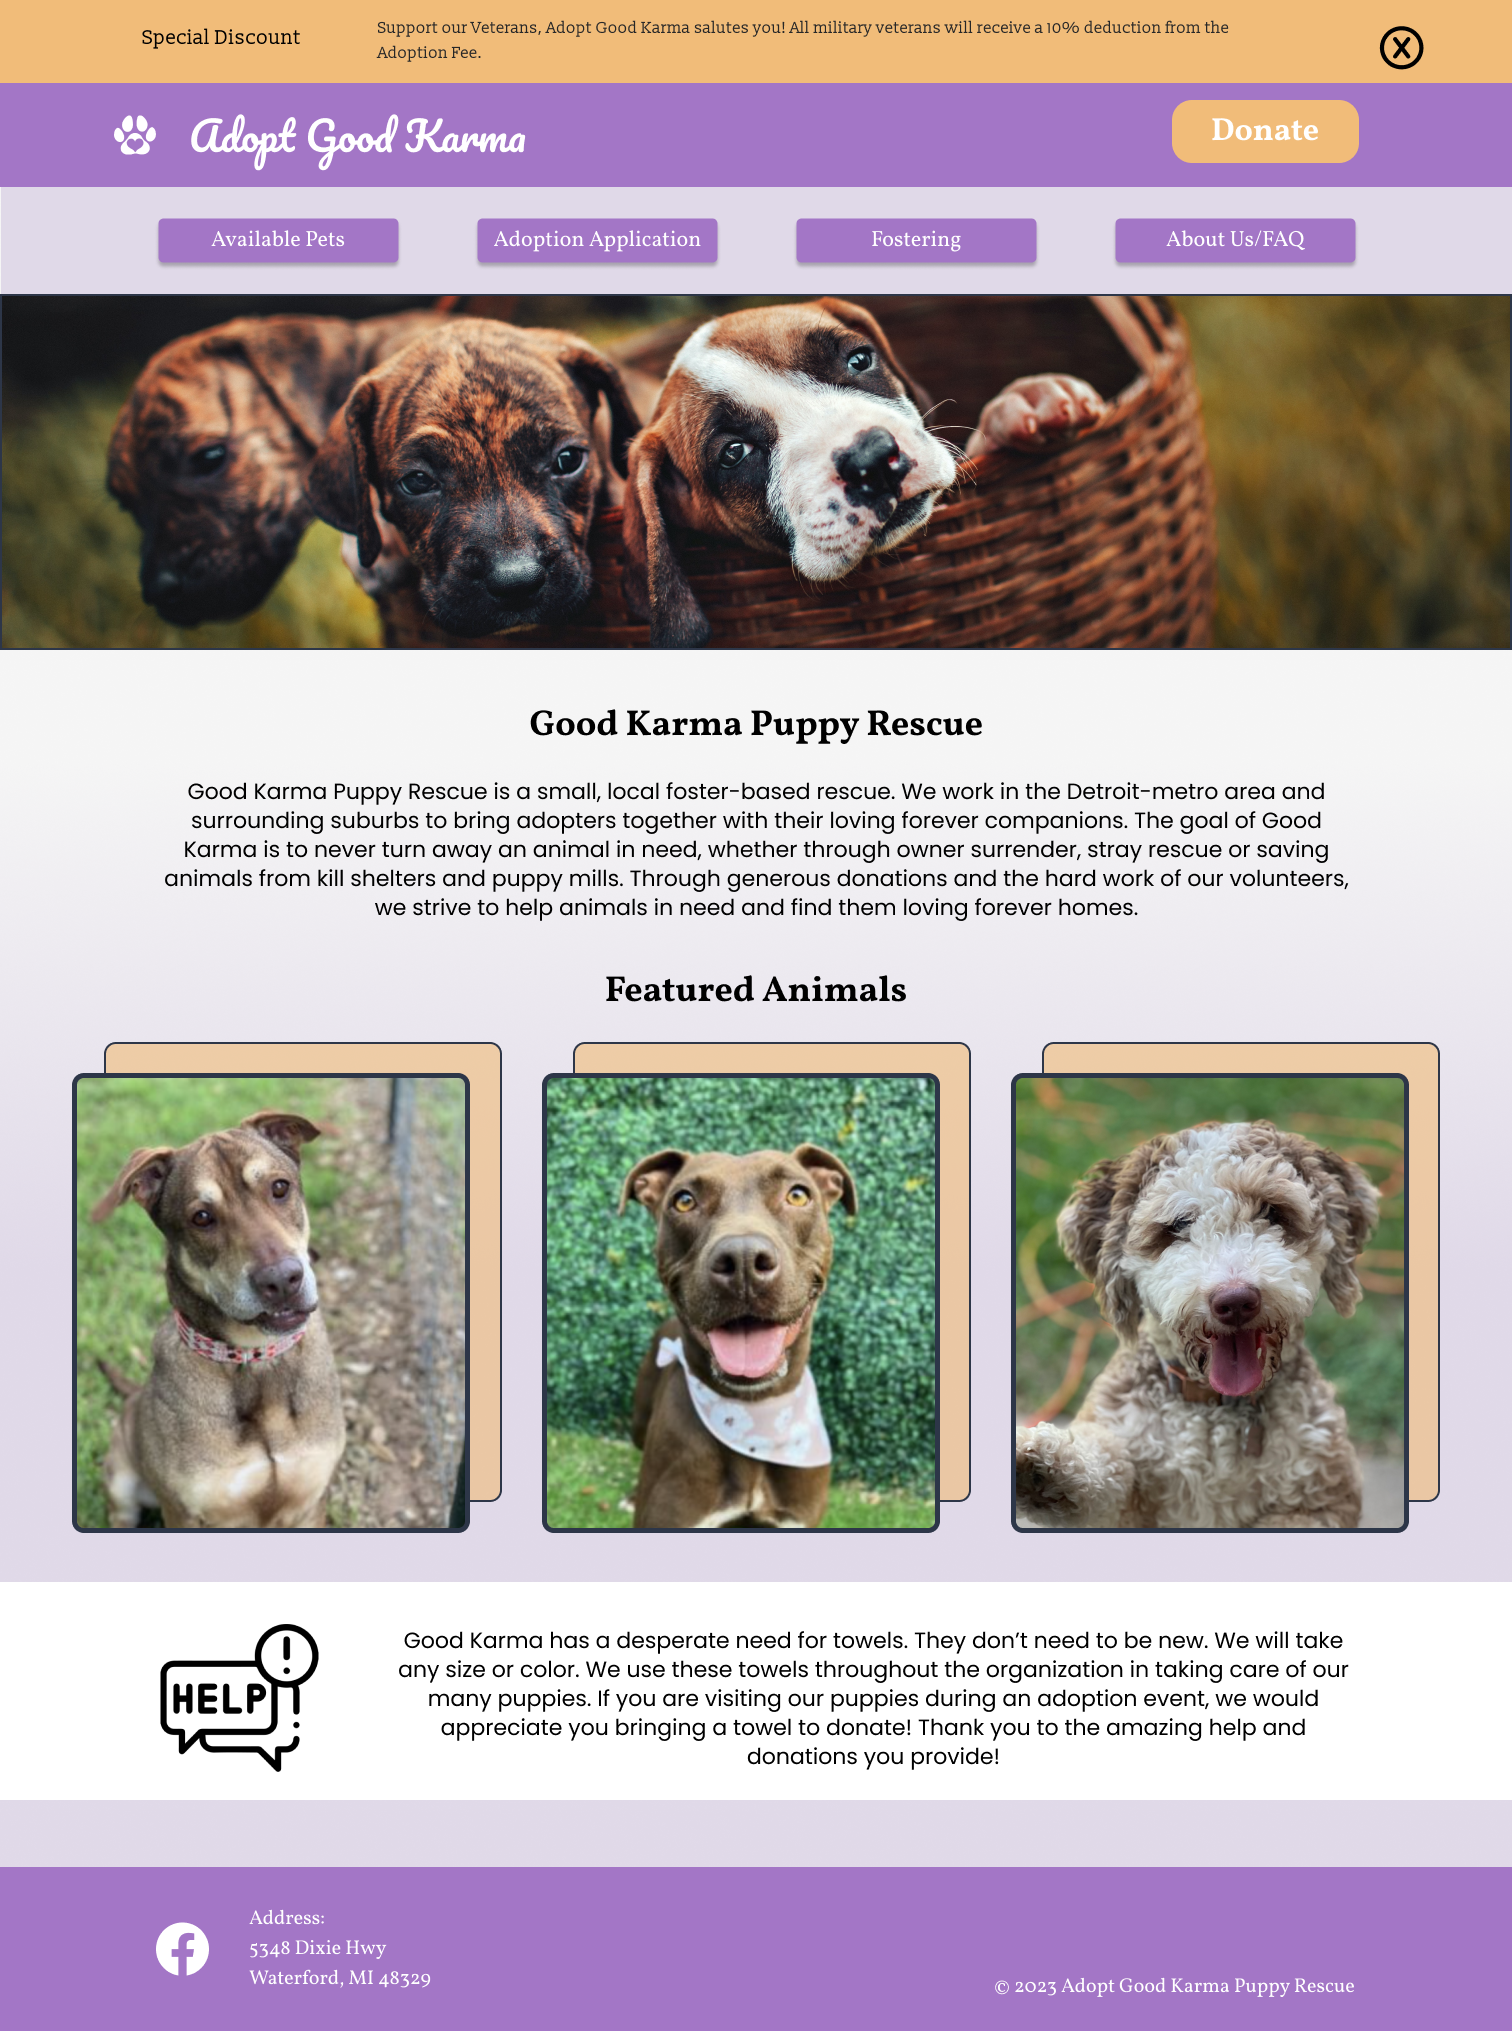 Special Discount
Support our Veterans, Adopt Good Karma salutes you! All military veterans will receive a 10% deduction from the
Adoption Fee.
X
Adopt Good Karma
Donate
Available Pets
Adoption Application
Fostering
About Us/FAQ
Good Karma Puppy Rescue
Good Karma Puppy Rescue is a small, local foster-based rescue. We work in the Detroit-metro area and
surrounding suburbs to bring adopters together with their loving forever companions. The goal of Good
Karma is to never turn away an animal in need, whether through owner surrender, stray rescue or saving
animals from kill shelters and puppy mills. Through generous donations and the hard work of our volunteers,
we strive to help animals in need and find them loving forever homes.
Featured Animals
HELP!
Good Karma has a desperate need for towels. They don’t need to be new. We will take
any size or color. We use these towels throughout the organization in taking care of our
many puppies. If you are visiting our puppies during an adoption event, we would
appreciate you bringing a towel to donate! Thank you to the amazing help and
donations you provide!
Address:
5348 Dixie Hwy
Waterford, MI 48329
© 2023 Adopt Good Karma Puppy Rescue